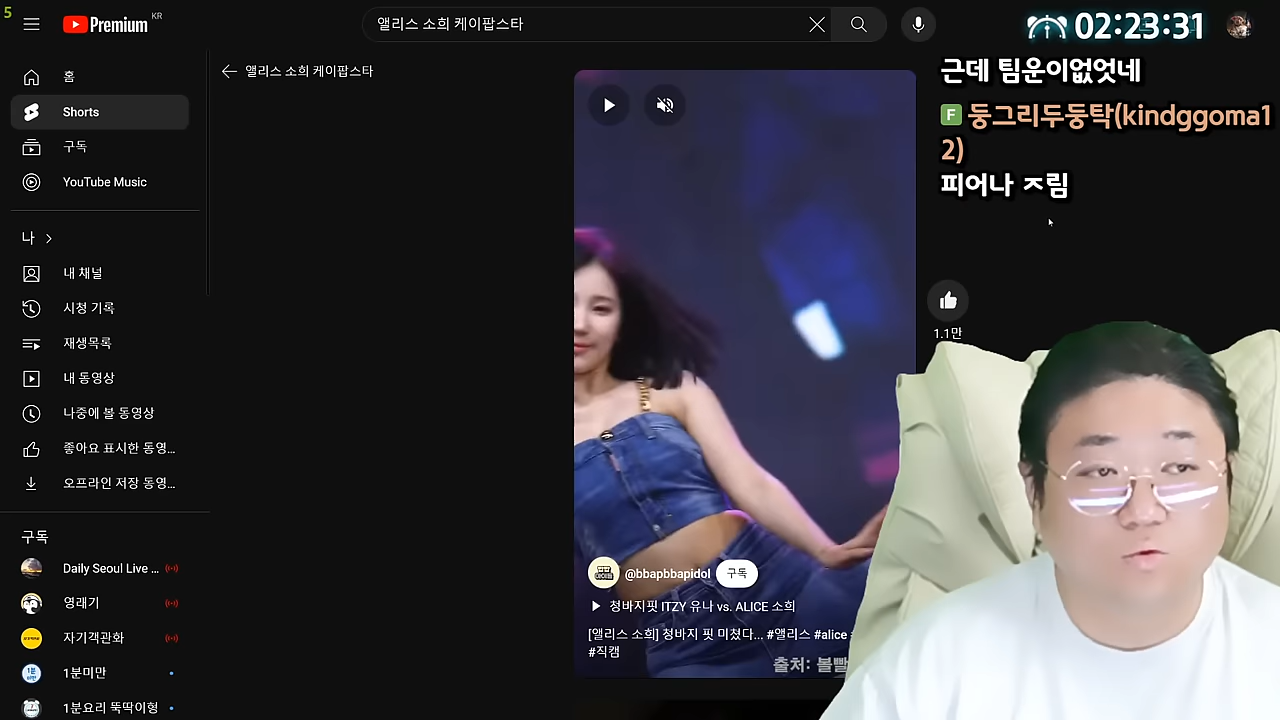 5
Premium KR
앨리스 소희 케이팝스타
02:23:31
홈
Shorts
구독
YouTube Music
나
내 채널
시청 기록
재생목록
내 동영상
나중에 볼 동영상
좋아요 표시한 동영...
오프라인 저장 동영...
구독
Daily Seoul Live ...
영래기
자기객관화
1분미만
1분요리 뚝딱이형
앨리스 소희 케이팝스타
@bbapbbapidol 구독
청바지핏 ITZY 유나 vs. ALICE 소희
[앨리스 소희] 청바지 핏 미쳤다... #앨리스 #alice
#직캠
출처: 볼빨
1.1만
근데 팀운이없엇네
F 둥그리두둥탁(kindggoma1
2)
피어나 ㅈ림